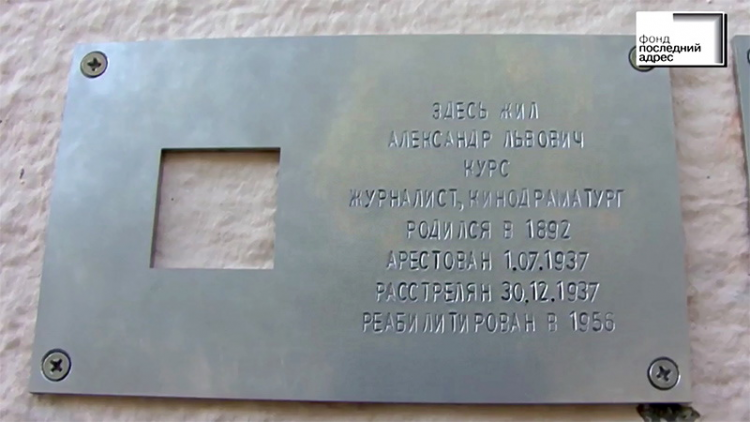 фонд
последний
адрес
ЗДЕСЬ ЖИЛ
АЛЕКСАНДР ЛЬВОВИЧ
КУРС
ЖУРНАЛИСТ, КИНОДРАМАТУРГ
РОДИЛСЯ В 1892
АРЕСТОВАН 1.07.1937
РАССТРЕЛЯН 30.12.1937
РЕАБИЛИТИРОВАН В 1956